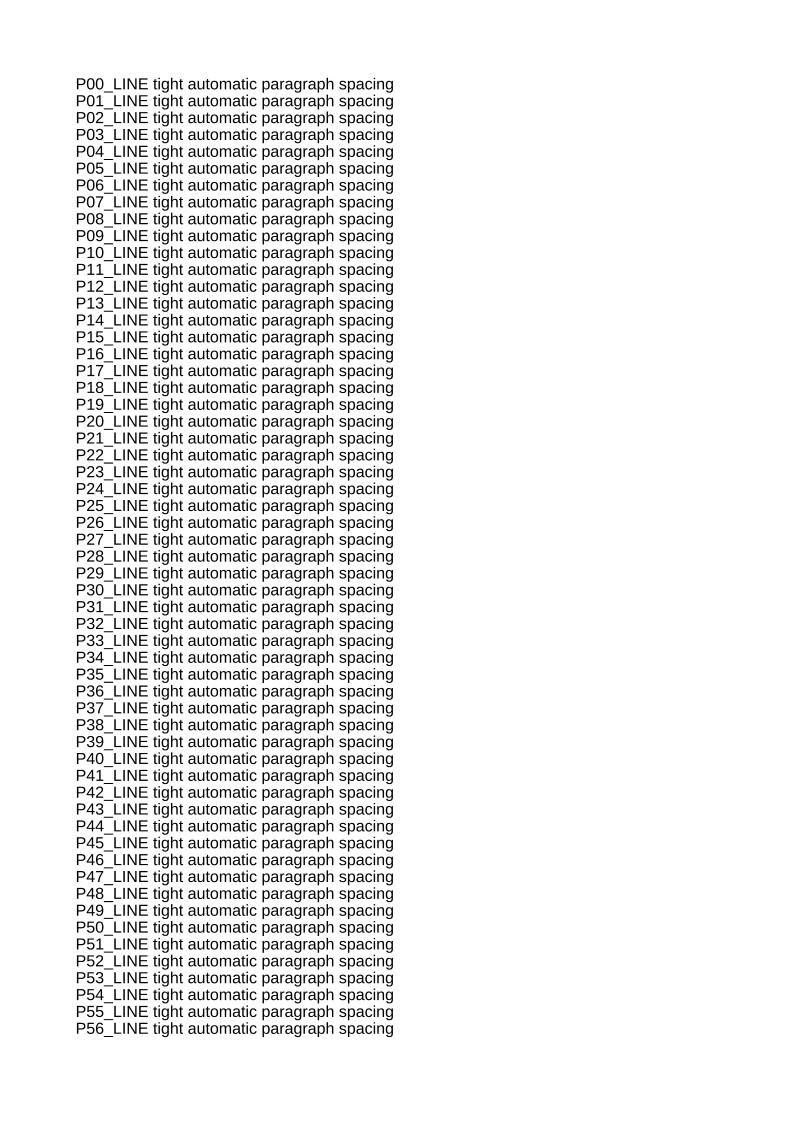 P00_LINE tight automatic paragraph spacing
P01_LINE tight automatic paragraph spacing
P02_LINE tight automatic paragraph spacing
P03_LINE tight automatic paragraph spacing
P04_LINE tight automatic paragraph spacing
P05_LINE tight automatic paragraph spacing
P06_LINE tight automatic paragraph spacing
P07_LINE tight automatic paragraph spacing
P08_LINE tight automatic paragraph spacing
P09_LINE tight automatic paragraph spacing
P10_LINE tight automatic paragraph spacing
P11_LINE tight automatic paragraph spacing
P12_LINE tight automatic paragraph spacing
P13_LINE tight automatic paragraph spacing
P14_LINE tight automatic paragraph spacing
P15_LINE tight automatic paragraph spacing
P16_LINE tight automatic paragraph spacing
P17_LINE tight automatic paragraph spacing
P18_LINE tight automatic paragraph spacing
P19_LINE tight automatic paragraph spacing
P20_LINE tight automatic paragraph spacing
P21_LINE tight automatic paragraph spacing
P22_LINE tight automatic paragraph spacing
P23_LINE tight automatic paragraph spacing
P24_LINE tight automatic paragraph spacing
P25_LINE tight automatic paragraph spacing
P26_LINE tight automatic paragraph spacing
P27_LINE tight automatic paragraph spacing
P28_LINE tight automatic paragraph spacing
P29_LINE tight automatic paragraph spacing
P30_LINE tight automatic paragraph spacing
P31_LINE tight automatic paragraph spacing
P32_LINE tight automatic paragraph spacing
P33_LINE tight automatic paragraph spacing
P34_LINE tight automatic paragraph spacing
P35_LINE tight automatic paragraph spacing
P36_LINE tight automatic paragraph spacing
P37_LINE tight automatic paragraph spacing
P38_LINE tight automatic paragraph spacing
P39_LINE tight automatic paragraph spacing
P40_LINE tight automatic paragraph spacing
P41_LINE tight automatic paragraph spacing
P42_LINE tight automatic paragraph spacing
P43_LINE tight automatic paragraph spacing
P44_LINE tight automatic paragraph spacing
P45_LINE tight automatic paragraph spacing
P46_LINE tight automatic paragraph spacing
P47_LINE tight automatic paragraph spacing
P48_LINE tight automatic paragraph spacing
P49_LINE tight automatic paragraph spacing
P50_LINE tight automatic paragraph spacing
P51_LINE tight automatic paragraph spacing
P52_LINE tight automatic paragraph spacing
P53_LINE tight automatic paragraph spacing
P54_LINE tight automatic paragraph spacing
P55_LINE tight automatic paragraph spacing
P56_LINE tight automatic paragraph spacing